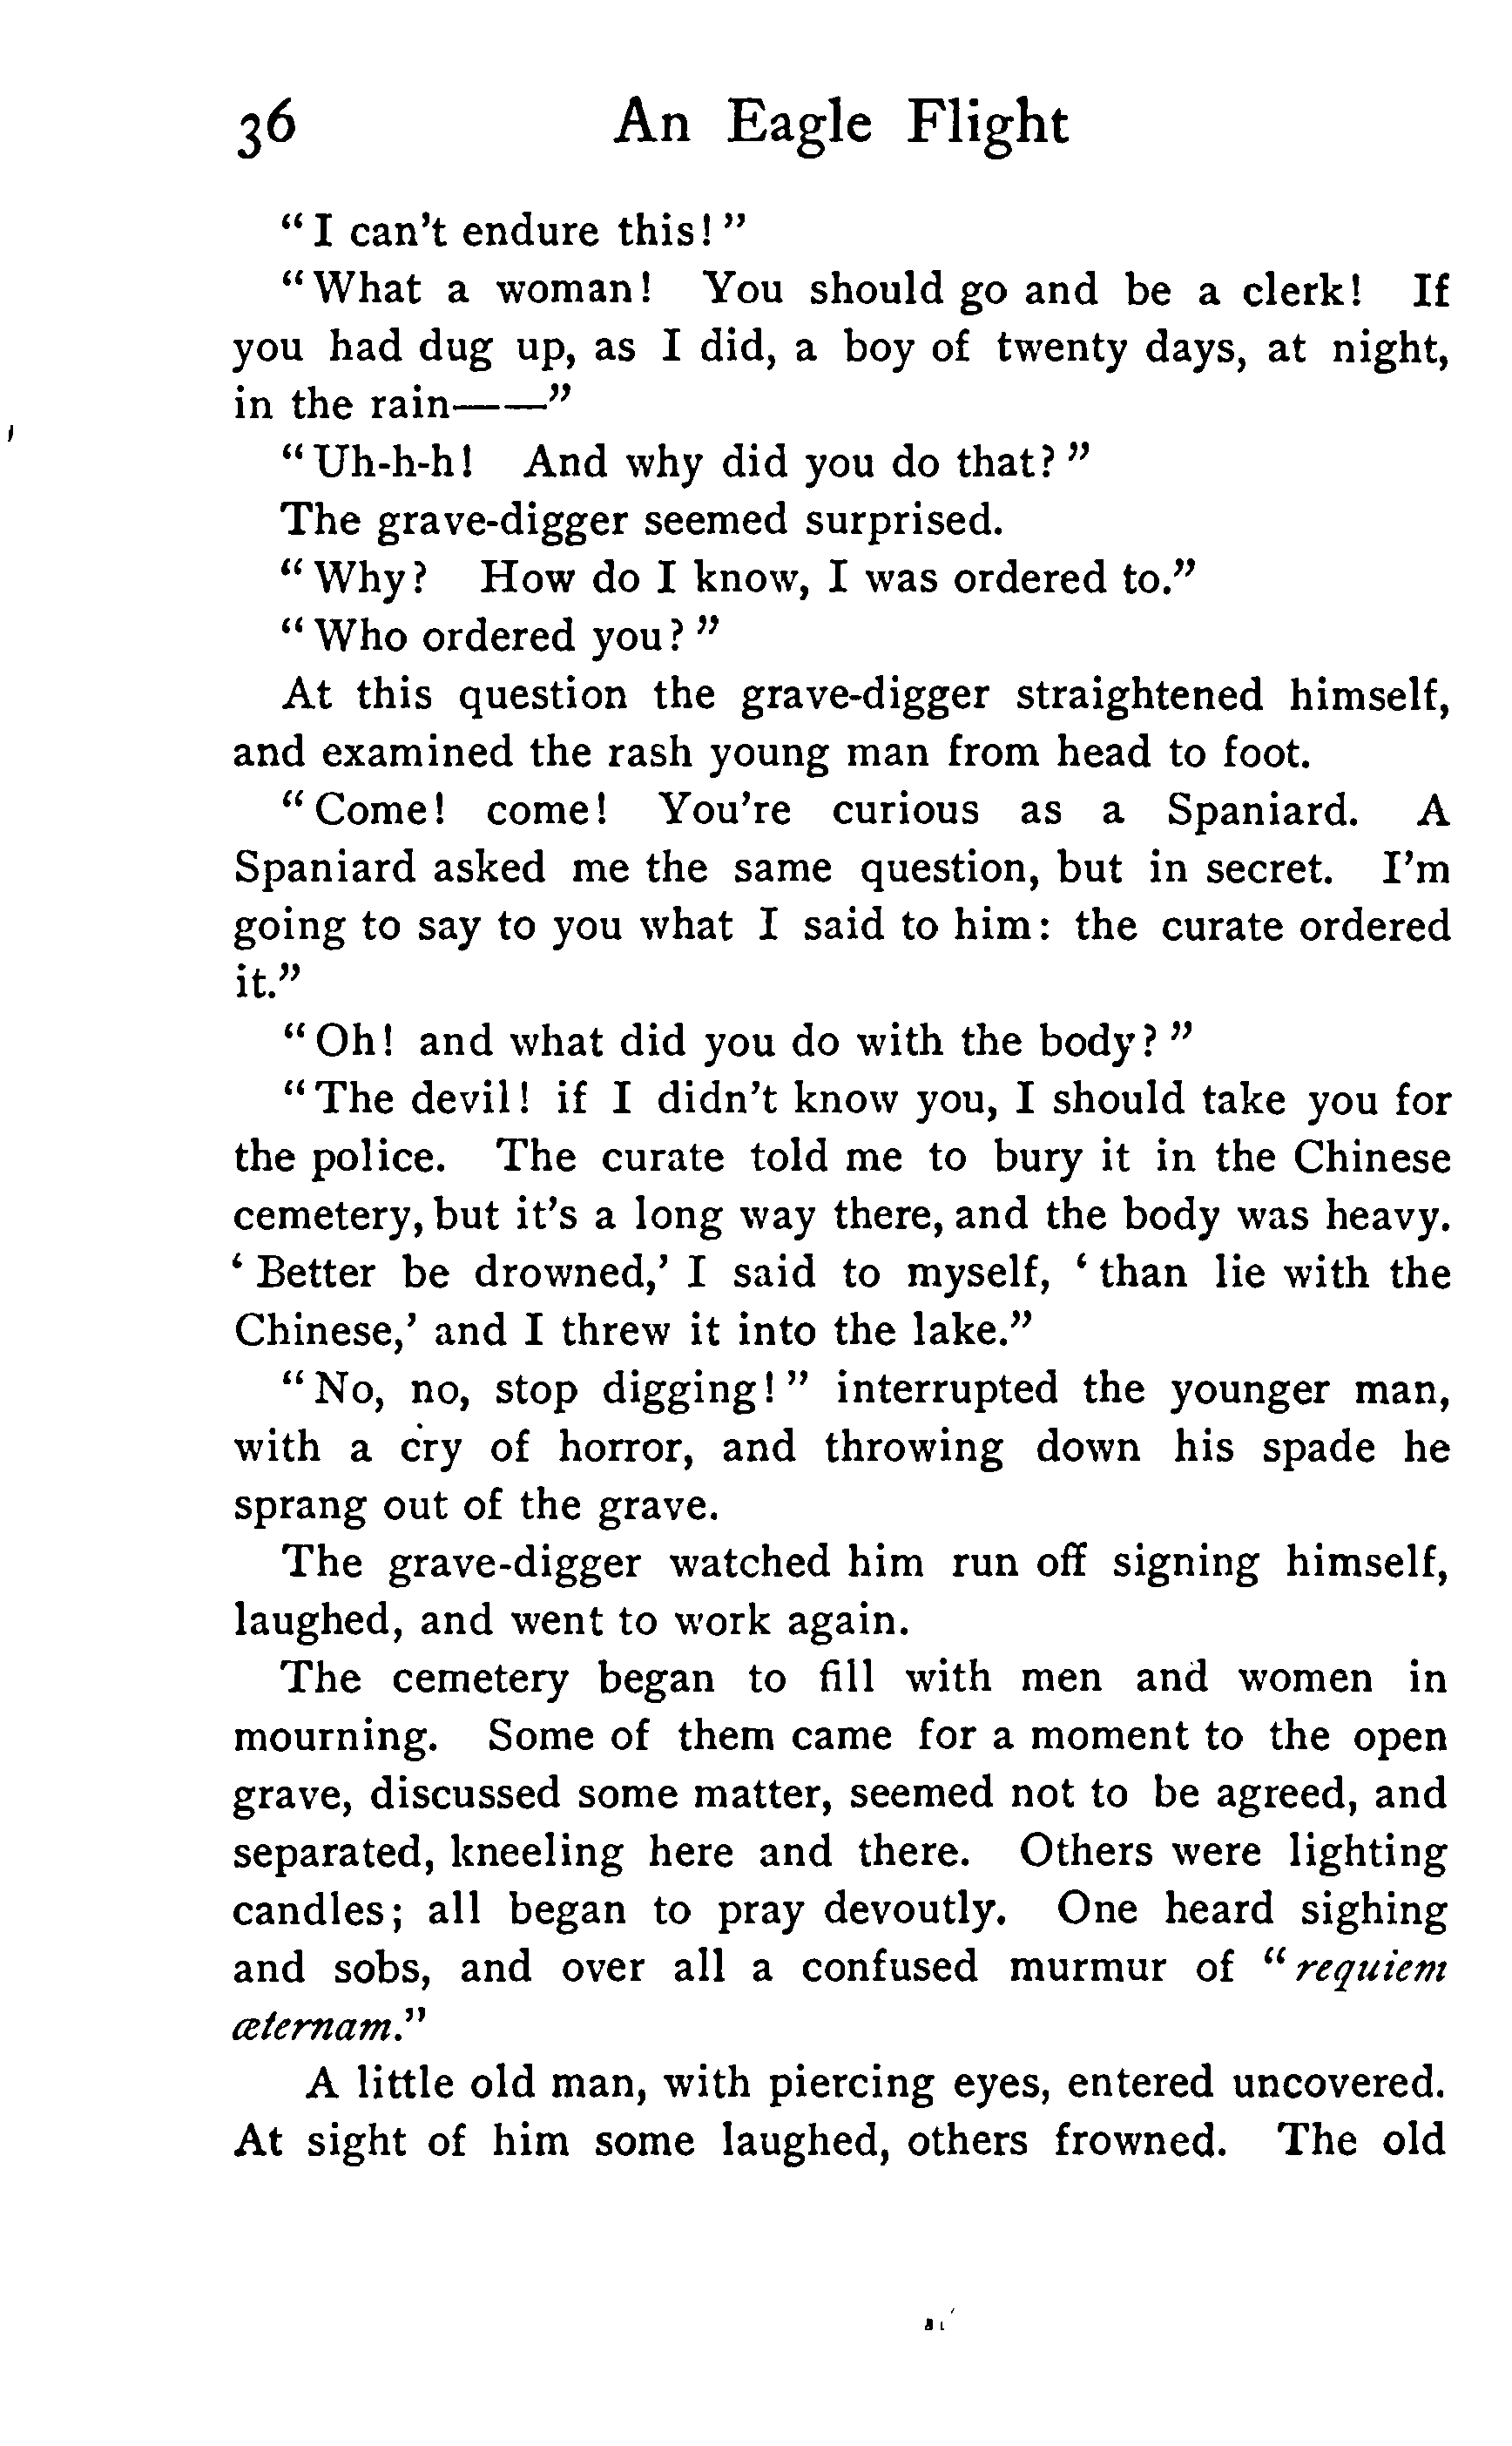 36 An Eagle Flight
“I can't endure this!”
“What a woman! You should go and be a clerk! If
you had dug up, as I did, a boy of twenty days, at night,
in the rain——”
“Uh-h-h! And why did you do that?”
The grave-digger seemed surprised.
“Why? How do I know, I was ordered to.”
“Who ordered you?”
At this question the grave-digger straightened himself,
and examined the rash young man from head to foot.
“Come! come! You're curious as a Spaniard. A
Spaniard asked me the same question, but in secret. I'm
going to say to you what I said to him: the curate ordered
it.”
“Oh! and what did you do with the body?”
“The devil! if I didn't know you, I should take you for
the police. The curate told me to bury it in the Chinese
cemetery, but it's a long way there, and the body was heavy.
‘Better be drowned,’ I said to myself, ‘than lie with the
Chinese,’ and I threw it into the lake.”
“No, no, stop digging!” interrupted the younger man,
with a cry of horror, and throwing down his spade he
sprang out of the grave.
The grave-digger watched him run off signing himself,
laughed, and went to work again.
The cemetery began to fill with men and women in
mourning. Some of them came for a moment to the open
grave, discussed some matter, seemed not to be agreed, and
separated, kneeling here and there. Others were lighting
candles; all began to pray devoutly. One heard sighing
and sobs, and over all a confused murmur of “requiem
æternam.”
A little old man, with piercing eyes, entered uncovered.
At sight of him some laughed, others frowned. The old